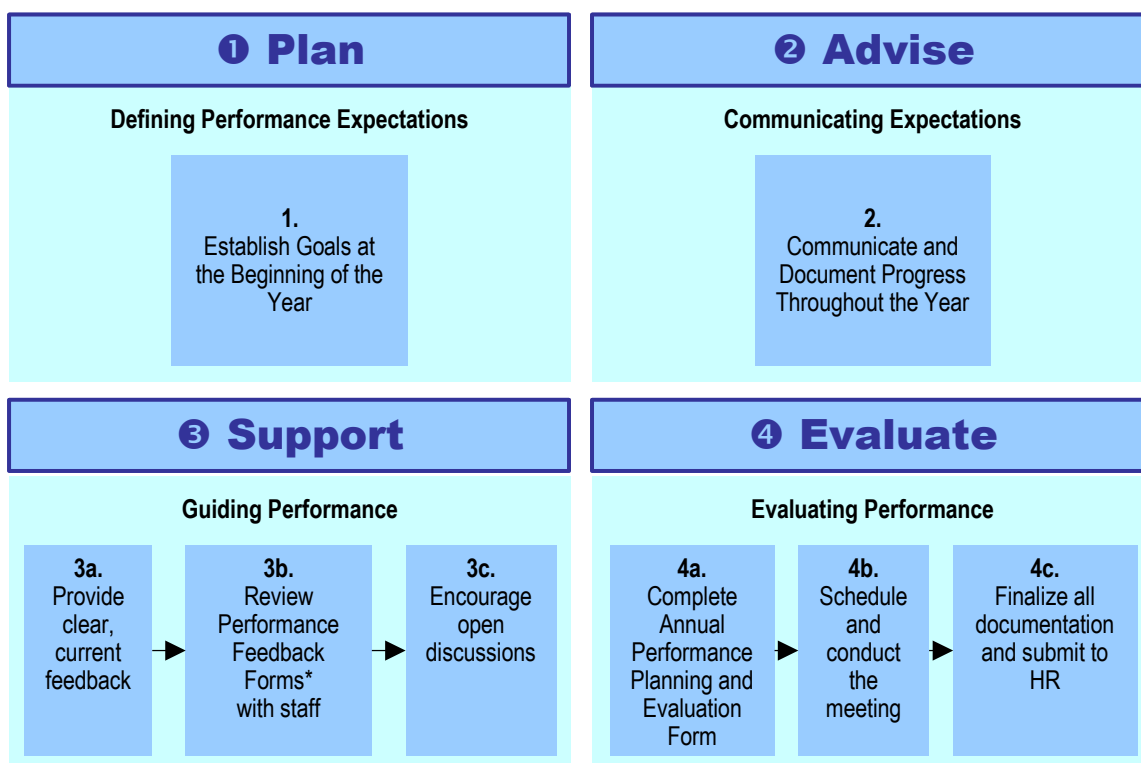 ❶ Plan
Defining Performance Expectations
1.
Establish Goals at
the Beginning of the
Year
❷ Advise
Communicating Expectations
2.
Communicate and
Document Progress
Throughout the Year
❸ Support
Guiding Performance
3a.
Provide
clear,
current
feedback
3b.
Review
Performance
Feedback
Forms*
with staff
3c.
Encourage
open
discussions
❹ Evaluate
Evaluating Performance
4a.
Complete
Annual
Performance
Planning and
Evaluation
Form
4b.
Schedule
and
conduct
the
meeting
4c.
Finalize all
documentation
and submit to
HR